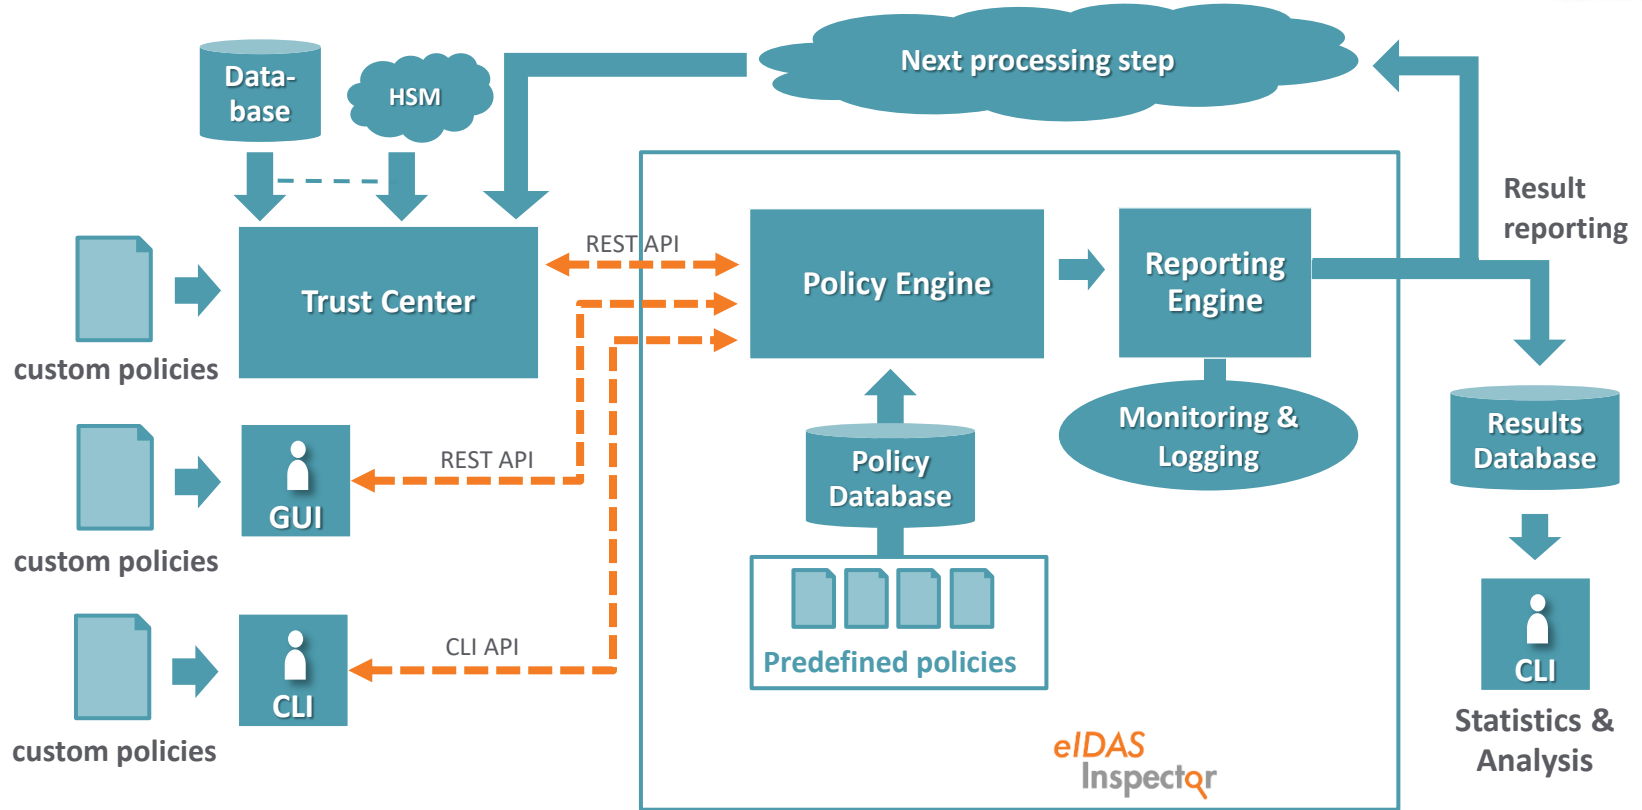 Next processing step
Data-
base
HSM
Result
reporting
REST API
Trust Center
Policy Engine
Reporting
Engine
custom policies
Monitoring &
Logging
Results
Database
Policy
Database
REST API
GUI
custom policies
CLI API
Predefined policies
CLI
CLI
custom policies
Statistics &
Analysis
eIDAS
Inspector